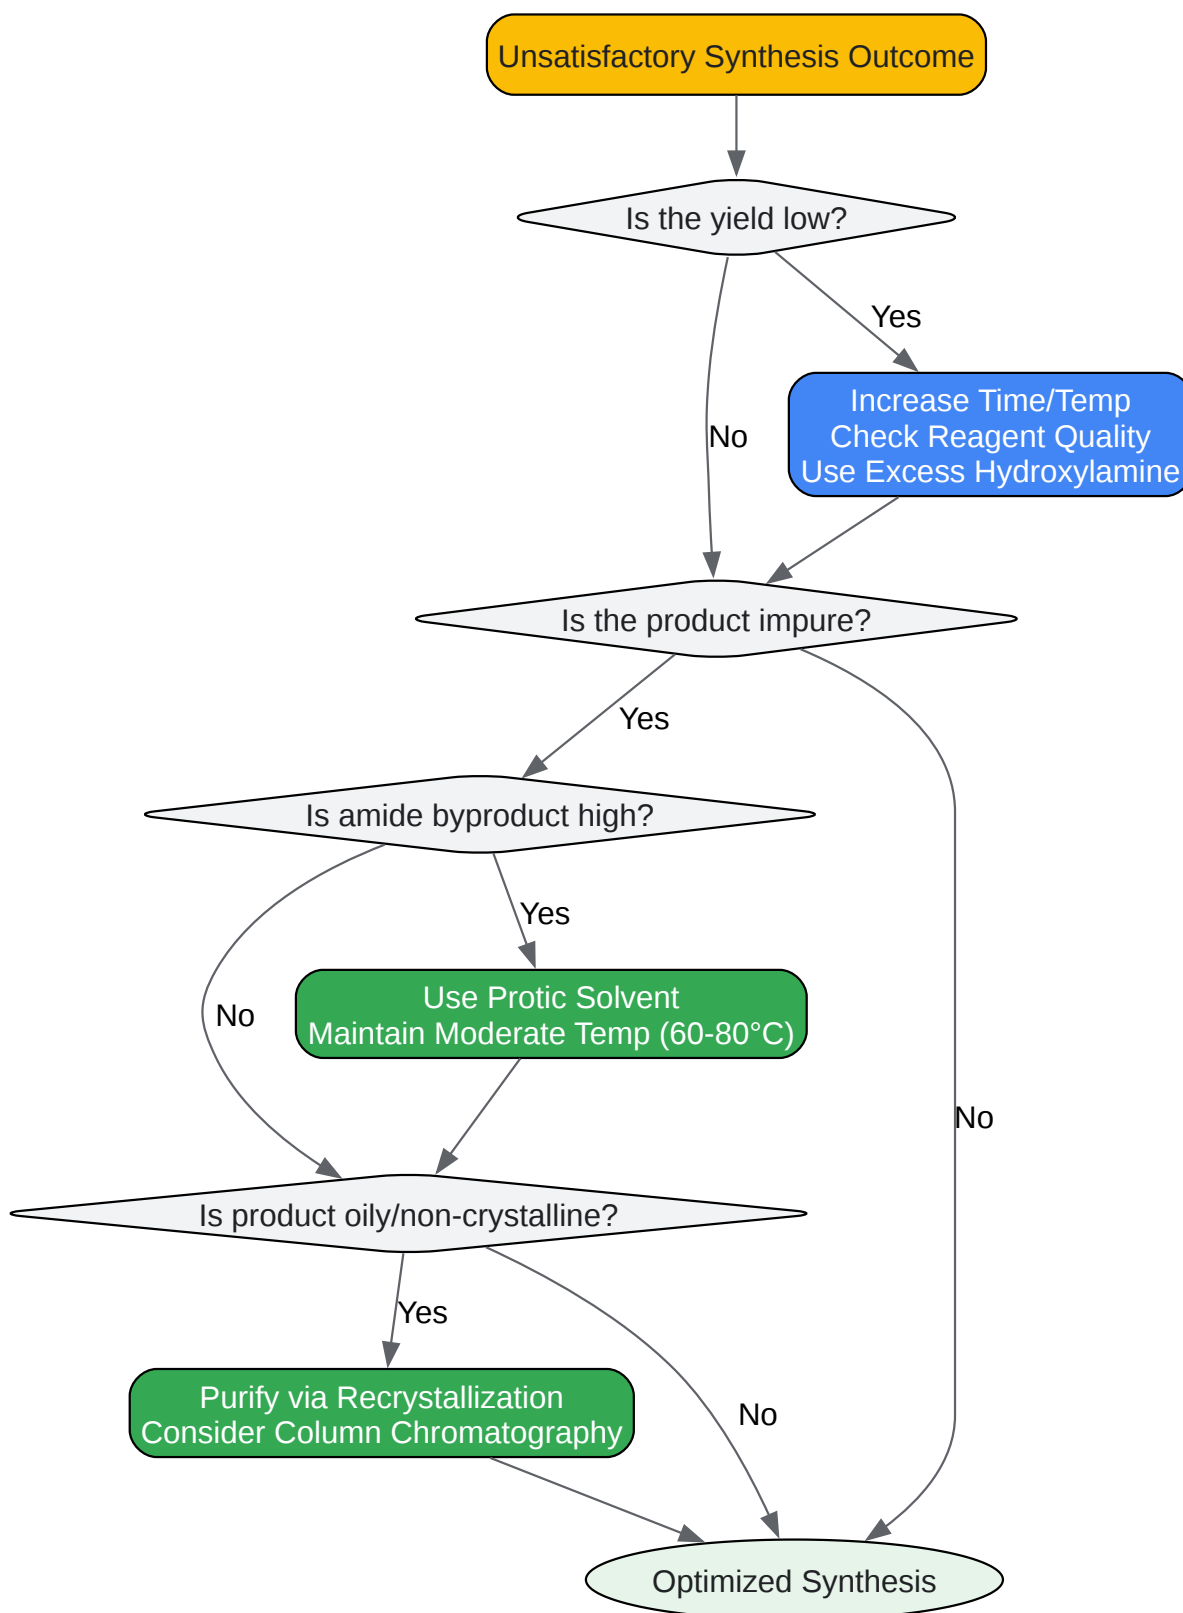 Unsatisfactory Synthesis Outcome
Is the yield low?
Yes
Increase Time/Temp
Check Reagent Quality
Use Excess Hydroxylamine
No
Is the product impure?
Yes
Is amide byproduct high?
Yes
Use Protic Solvent
Maintain Moderate Temp (60-80°C)
No
No
Is product oily/non-crystalline?
Yes
Purify via Recrystallization
Consider Column Chromatography
No
Optimized Synthesis